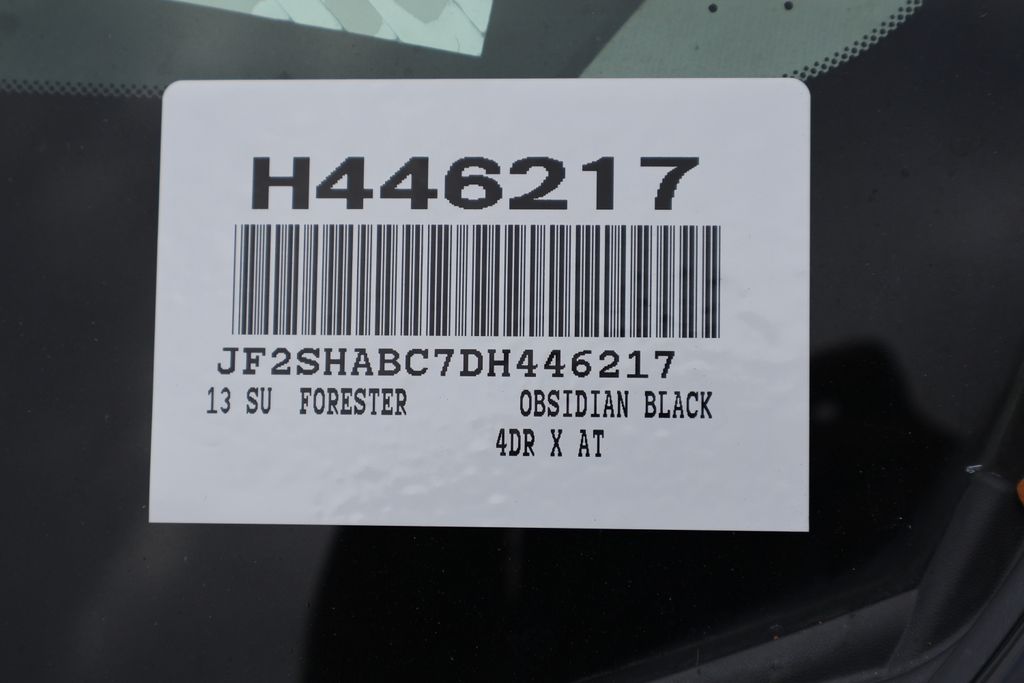 H446217
JF2SHABC7DH446217
13 SU FORESTER OBSIDIAN BLACK
4DR X AT